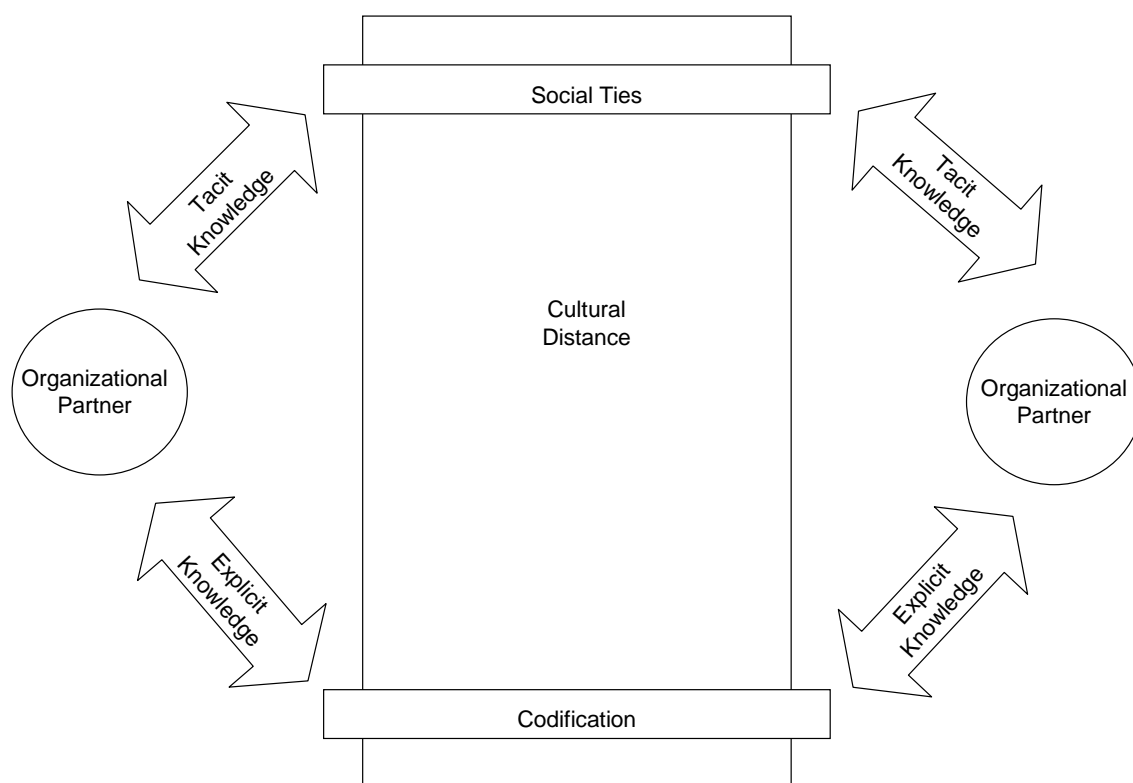 Social Ties
Tacit
Knowledge
Tacit
Knowledge
Cultural
Distance
Organizational
Partner
Organizational
Partner
Explicit
Knowledge
Explicit
Knowledge
Codification